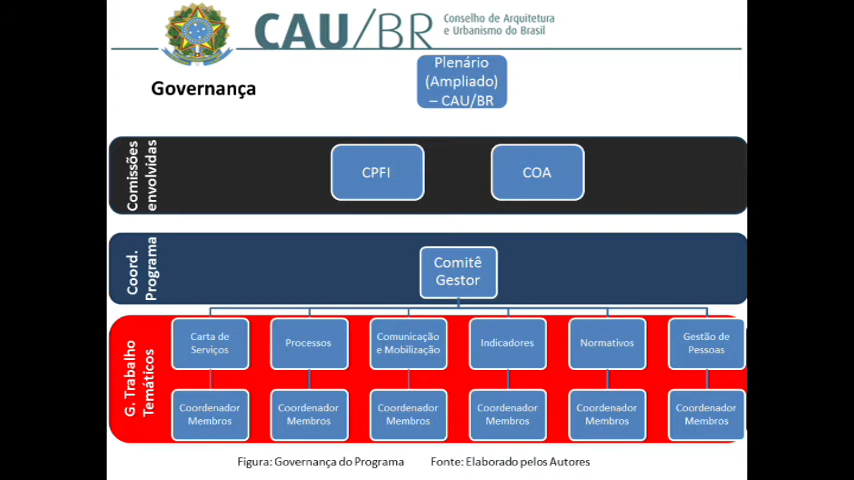 CAU/BR
Conselho de Arquitetura
e Urbanismo do Brasil
Governança
Plenário
(Ampliado)
– CAU/BR
Comissões
envolvidas
CPFI
COA
Coord.
Programa
Comitê
Gestor
G. Trabalho
Temáticos
Carta de
Serviços
Processos
Comunicação
e Mobilização
Indicadores
Normativos
Gestão de
Pessoas
Coordenador
Membros
Coordenador
Membros
Coordenador
Membros
Coordenador
Membros
Coordenador
Membros
Coordenador
Membros
Figura: Governança do Programa Fonte: Elaborado pelos Autores